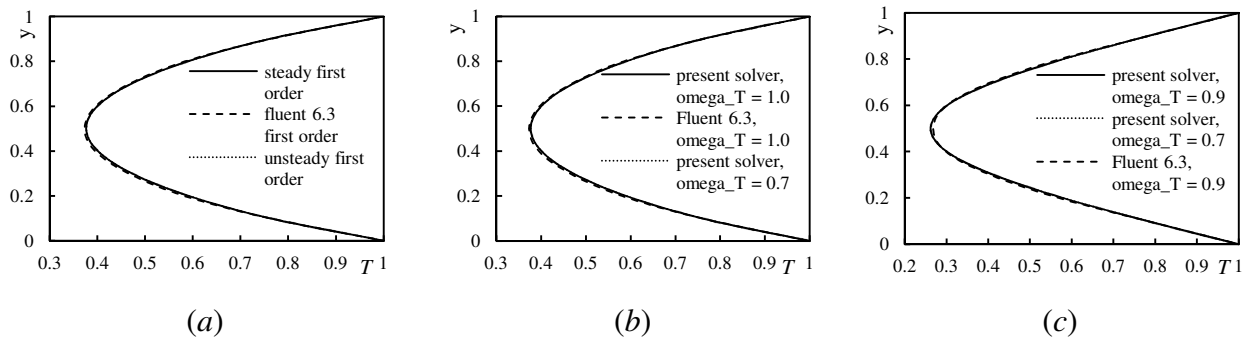 1
y
0.8
0.6
0.4
0.2
0
0.3 0.4 0.5 0.6 0.7 0.8 0.9 T 1
steady first
order
fluent 6.3
first order
unsteady first
order
(a)
1
y
0.8
0.6
0.4
0.2
0
0.3 0.4 0.5 0.6 0.7 0.8 0.9 T 1
present solver,
omega_T = 1.0
Fluent 6.3,
omega_T = 1.0
present solver,
omega_T = 0.7
(b)
1
y
0.8
0.6
0.4
0.2
0
0.2 0.3 0.4 0.5 0.6 0.7 0.8 0.9 T 1
present solver,
omega_T = 0.9
present solver,
omega_T = 0.7
Fluent 6.3,
omega_T = 0.9
(c)